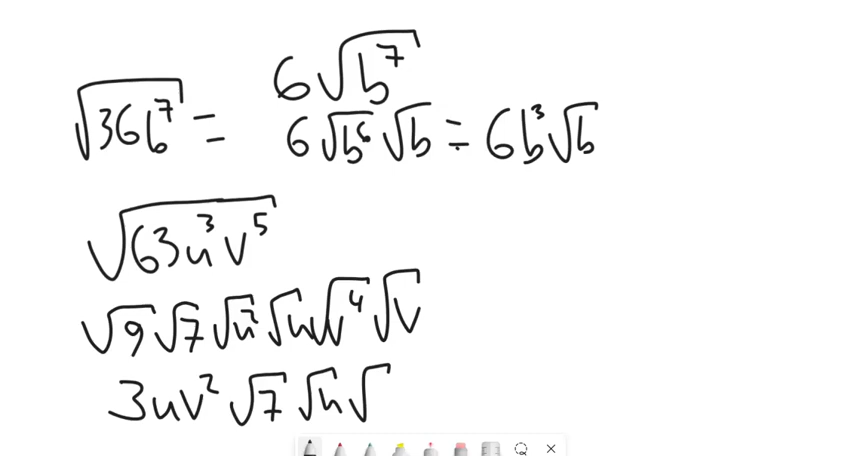 6√b⁷
√36b⁷ = 6√b⁶ √b = 6b³√b
√63u³v⁵
√9 √7 √u² √u √v⁴ √v
3uv² √7 √u √